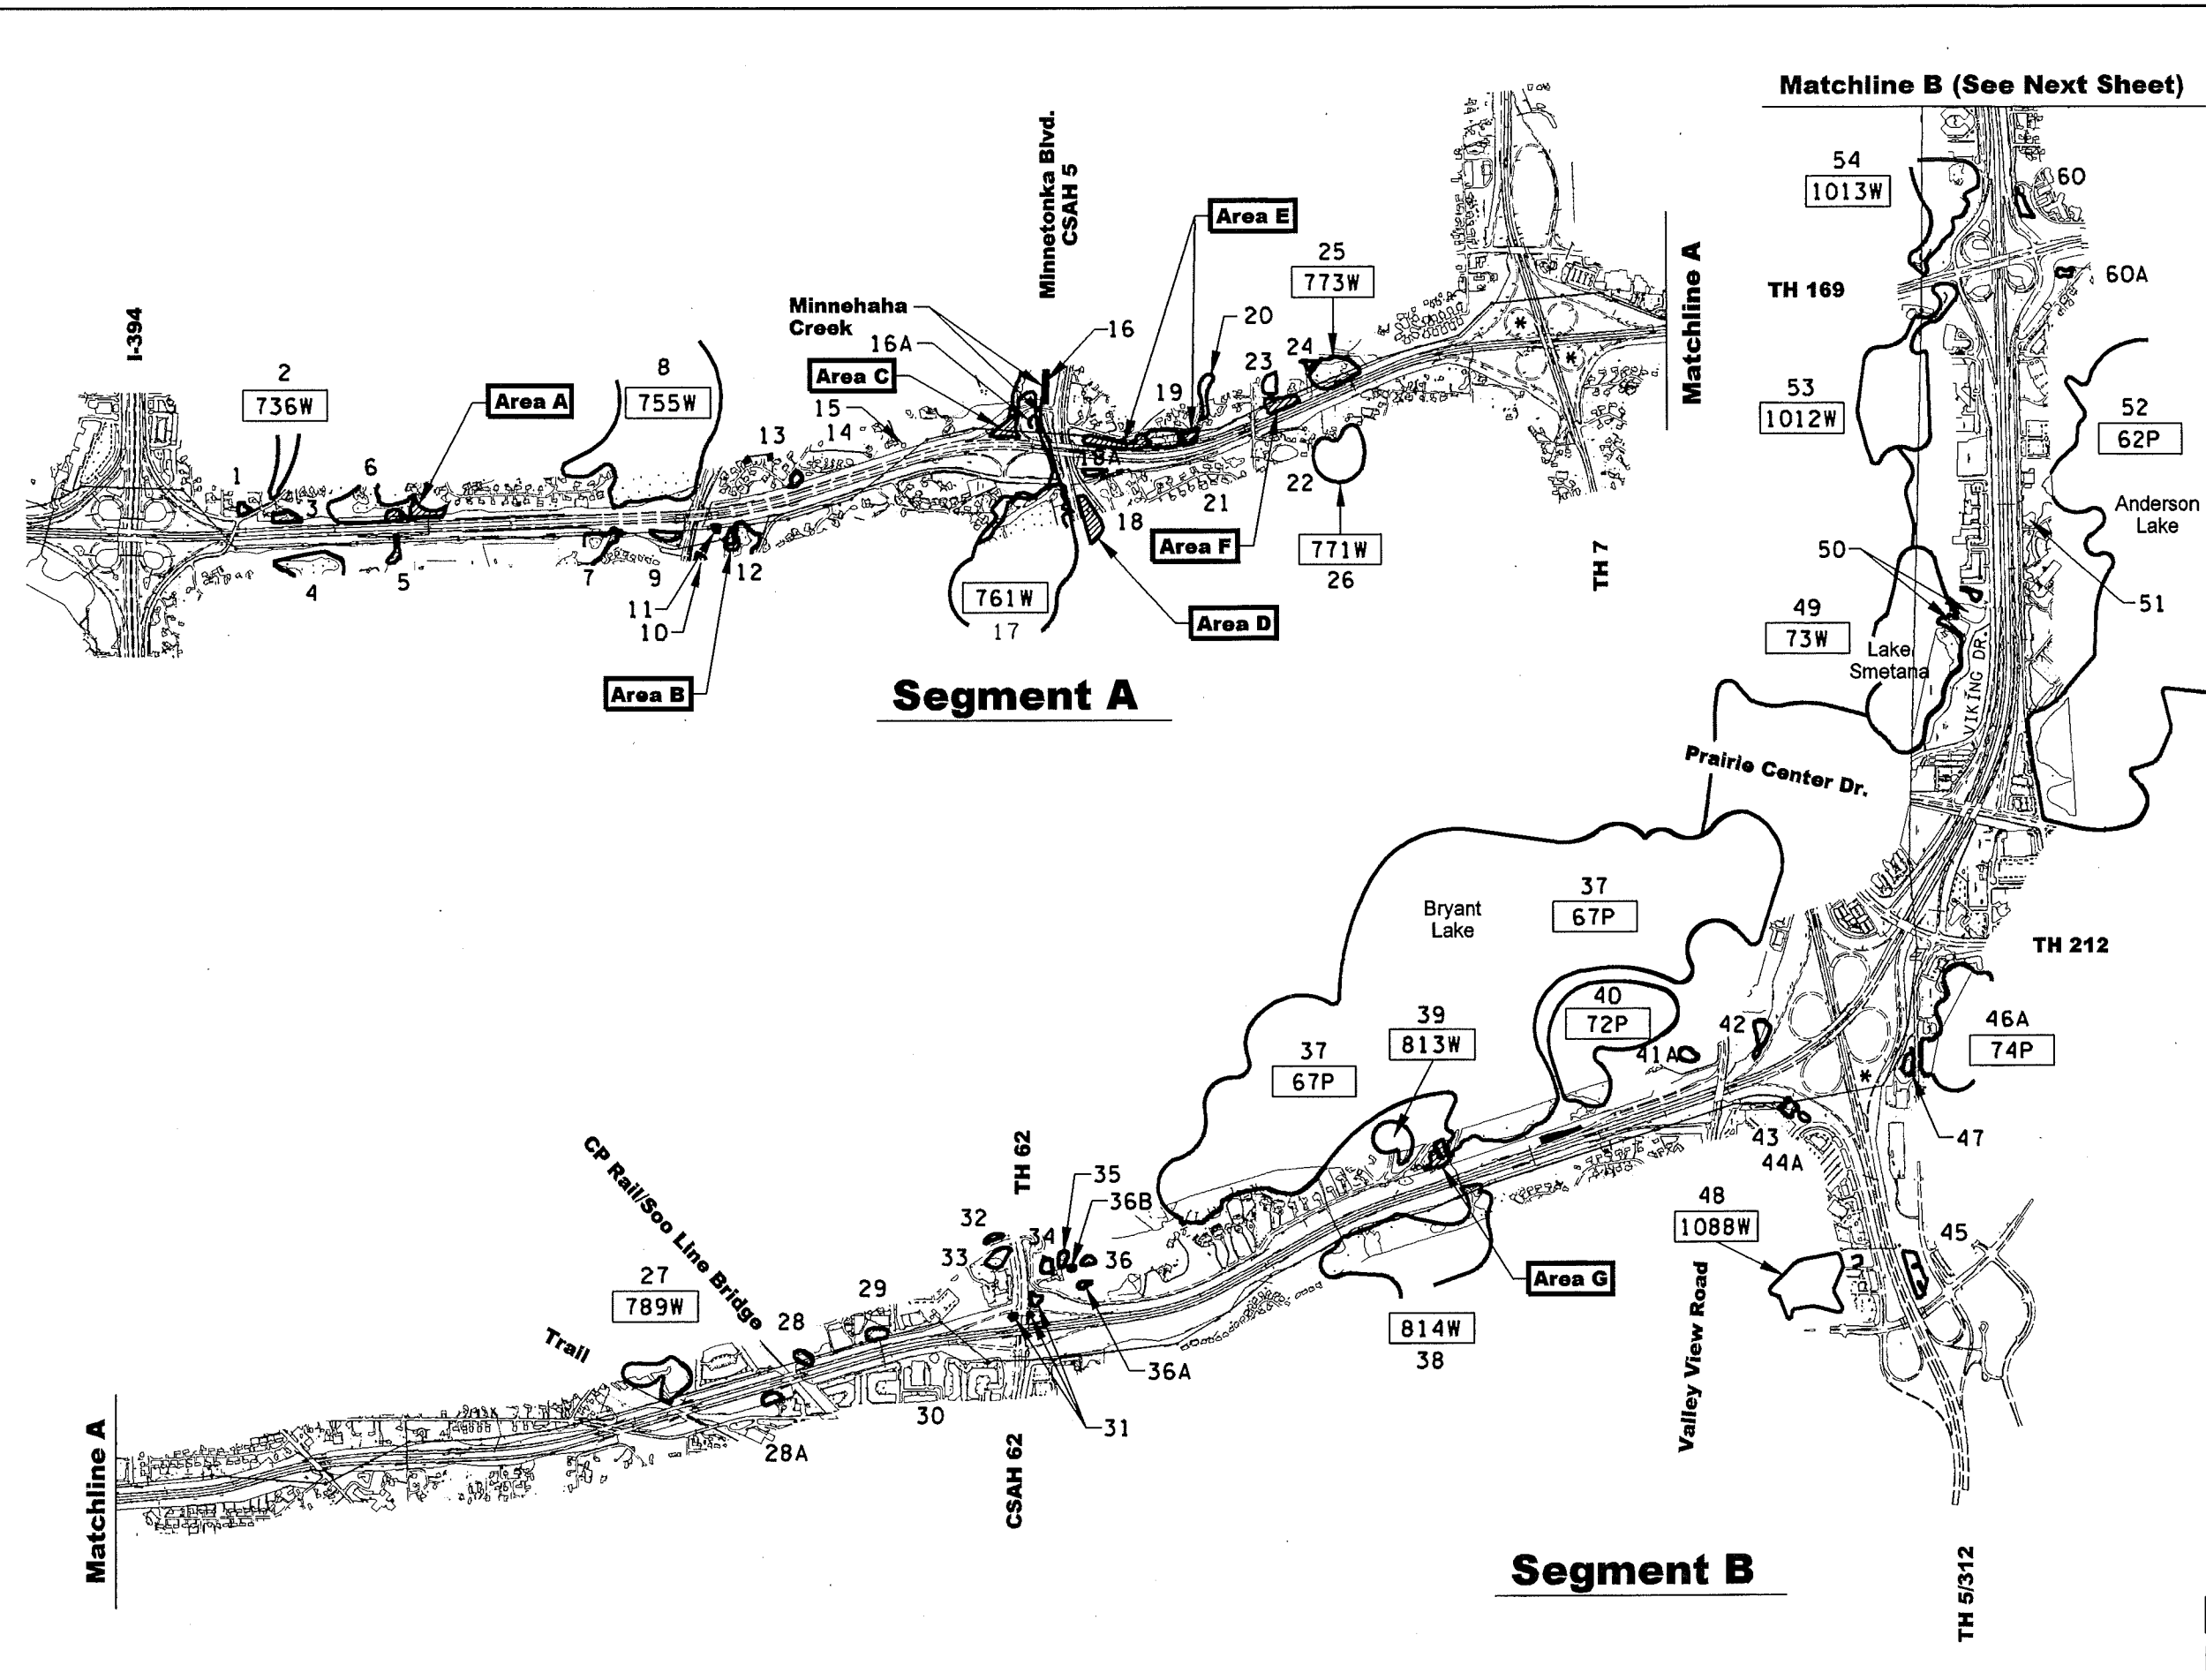 Matchline B (See Next Sheet)
Minnetonka Blvd.
CSAH 5
54
1013W
60
Area E
25
773W
Matchline A
TH 169
60A
I-394
Minnehaha
Creek
16A
16
20
Area C
2
736W
8
755W
Area A
24
23
19
15
14
13
53
1012W
52
62P
Anderson
Lake
1
6
3
18A
22
21
18
Area F
771W
26
TH 7
4
5
7
9
12
11
10
761W
17
Area D
50
51
49
73W
Lake
Smetana
VIKING DR.
Area B
Segment A
Prairie Center Dr.
37
67P
Bryant
Lake
TH 212
40
72P
42
41A
46A
74P
39
813W
37
67P
43
44A
47
CP Rail/Soo Line Bridge
TH 62
35
36B
32
34
33
36
48
1088W
45
Area G
27
789W
28
29
Trail
814W
38
36A
Valley View Road
30
31
28A
CSAH 62
Matchline A
Segment B
TH 5/312